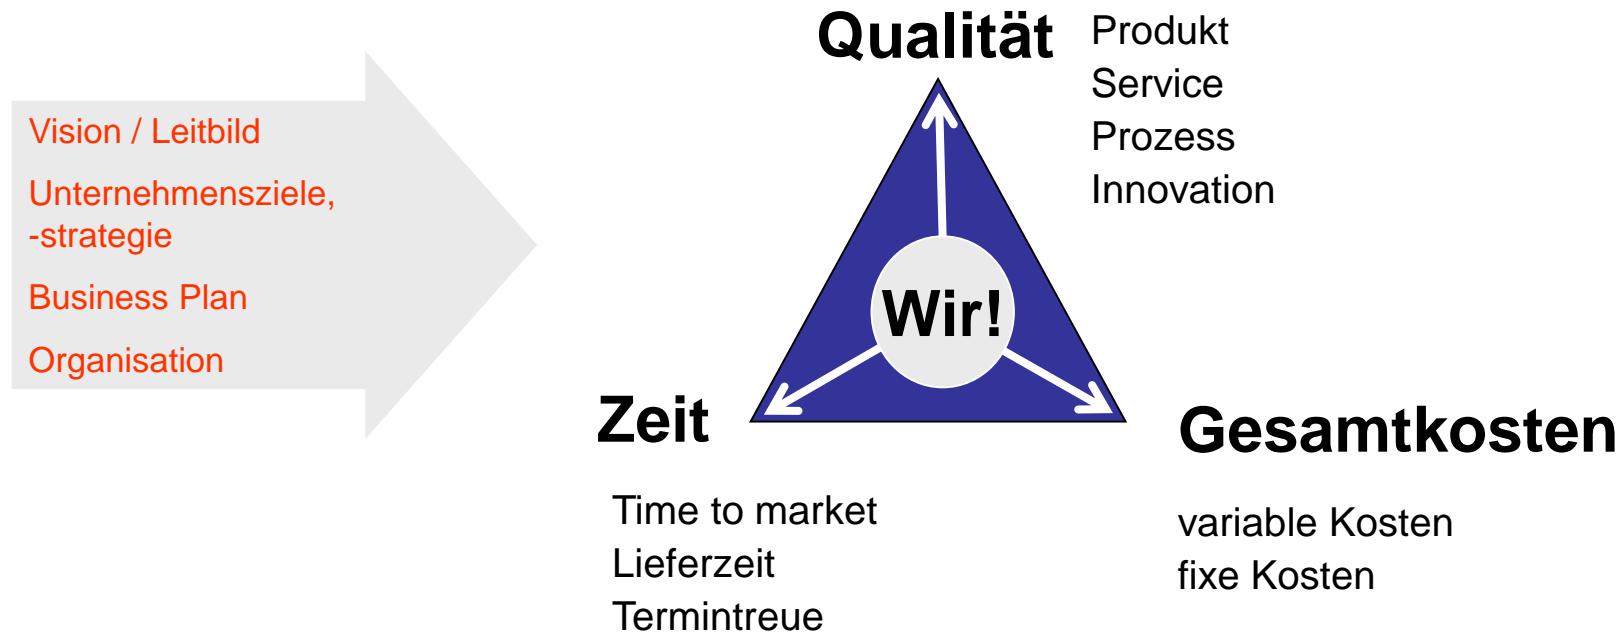 Vision / Leitbild
Unternehmensziele,
-strategie
Business Plan
Organisation
Qualität
Produkt
Service
Prozess
Innovation
Wir!
Zeit
Time to market
Lieferzeit
Termintreue
Gesamtkosten
variable Kosten
fixe Kosten